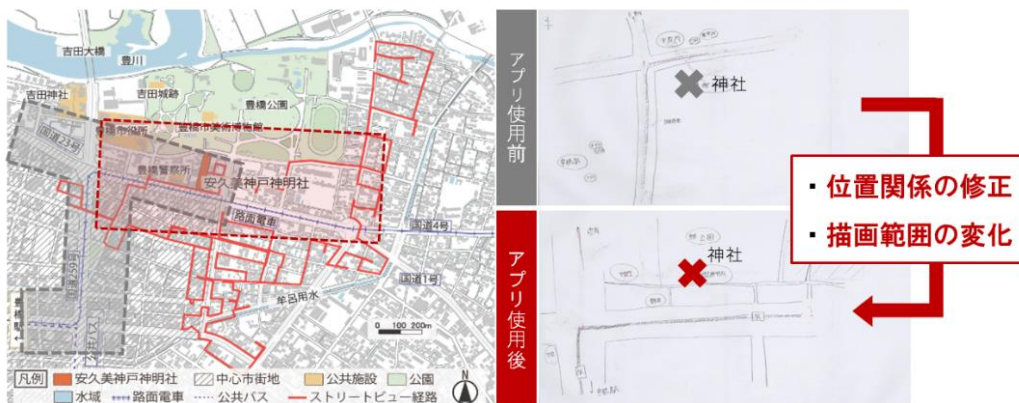 吉田大橋
豊川
吉田神社
吉田城跡
豊橋公園
国道23号
豊橋市役所
豊橋市美術博物館
豊橋警察所
安久美神戸神明社
路面電車
国道4号
国道259号
国道1号
牟呂用水
豊橋駅
公共バス
0 100 200m
凡例
安久美神戸神明社
中心市街地
公共施設
公園
水域
路面電車
公共バス
ストリートビュー経路
N
アプリ使用前
神社
アプリ使用後
神社
・位置関係の修正
・描画範囲の変化